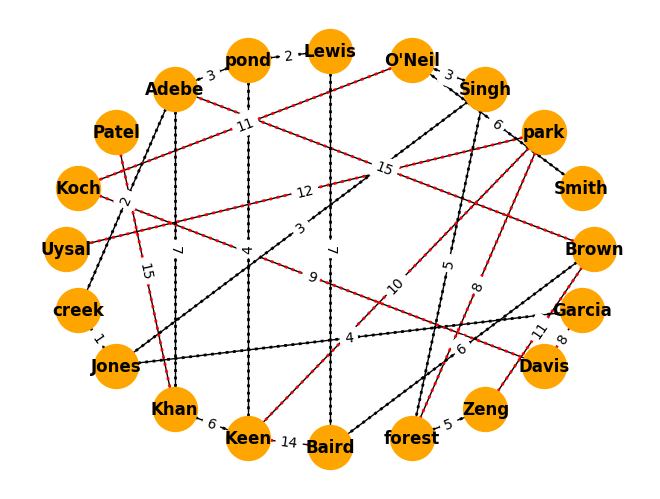 Lewis
pond
O'Neil
2
3
3
Adebe
Singh
6
11
Patel
park
15
Koch
12
Smith
2
3
Uysal
7
4
7
5
Brown
15
9
10
8
creek
Garcia
1
4
6
11
8
Jones
Davis
Khan
Zeng
6
5
Keen
14
Baird
forest